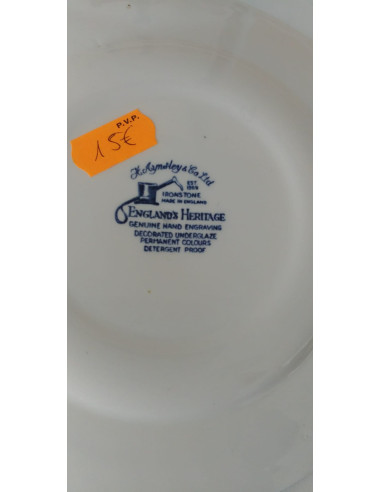 P.V.P.
15€
H. Aynsley & Co Ltd
EST.
IRONSTONE
MADE IN ENGLAND
ENGLAND'S HERITAGE
GENUINE HAND ENGRAVING
DECORATED UNDERGLAZE
PERMANENT COLOURS
DETERGENT PROOF